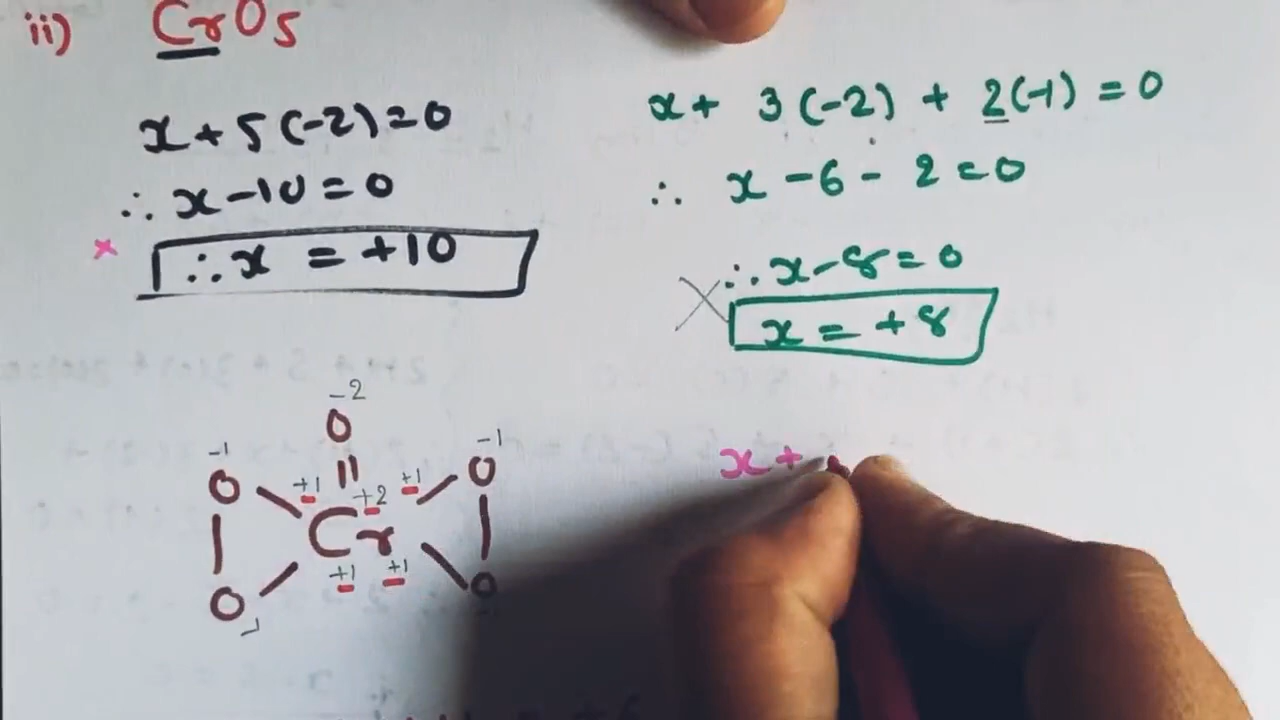 ii) CrO5
x + 5(-2) = 0
∴ x - 10 = 0
× ∴ x = +10
x + 3(-2) + 2(-1) = 0
∴ x - 6 - 2 = 0
∴ x - 8 = 0
x = +8
-2
O
-1 -1
O +1 || +1 O
+2
Cr
+1 +1
O O
x +